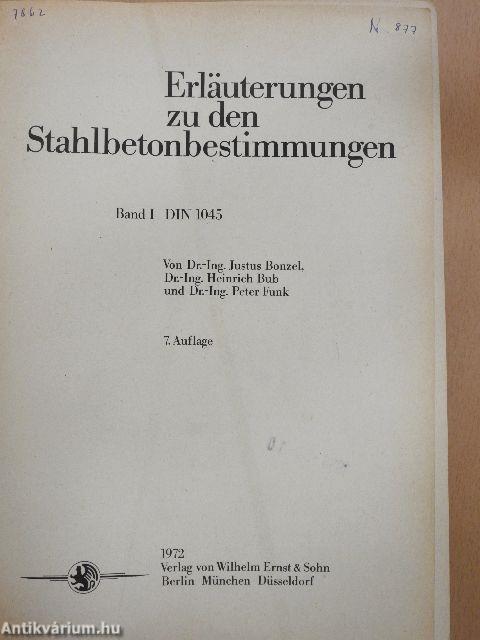 7862
N 877
Erläuterungen
zu den
Stahlbetonbestimmungen
Band I DIN 1045
Von Dr.-Ing. Justus Bonzel,
Dr.-Ing. Heinrich Bub
und Dr.-Ing. Peter Funk
7. Auflage
1972
Verlag von Wilhelm Ernst & Sohn
Berlin München Düsseldorf
Antikvárium.hu